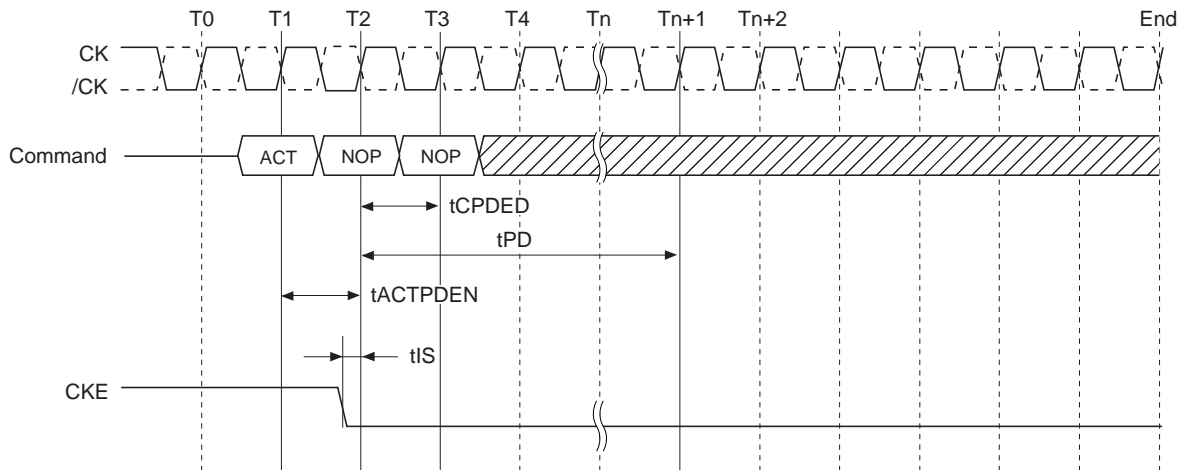 T0 T1 T2 T3 T4 Tn Tn+1 Tn+2 End
CK
/CK
Command ACT NOP NOP
tCPDED
tPD
tACTPDEN
tIS
CKE